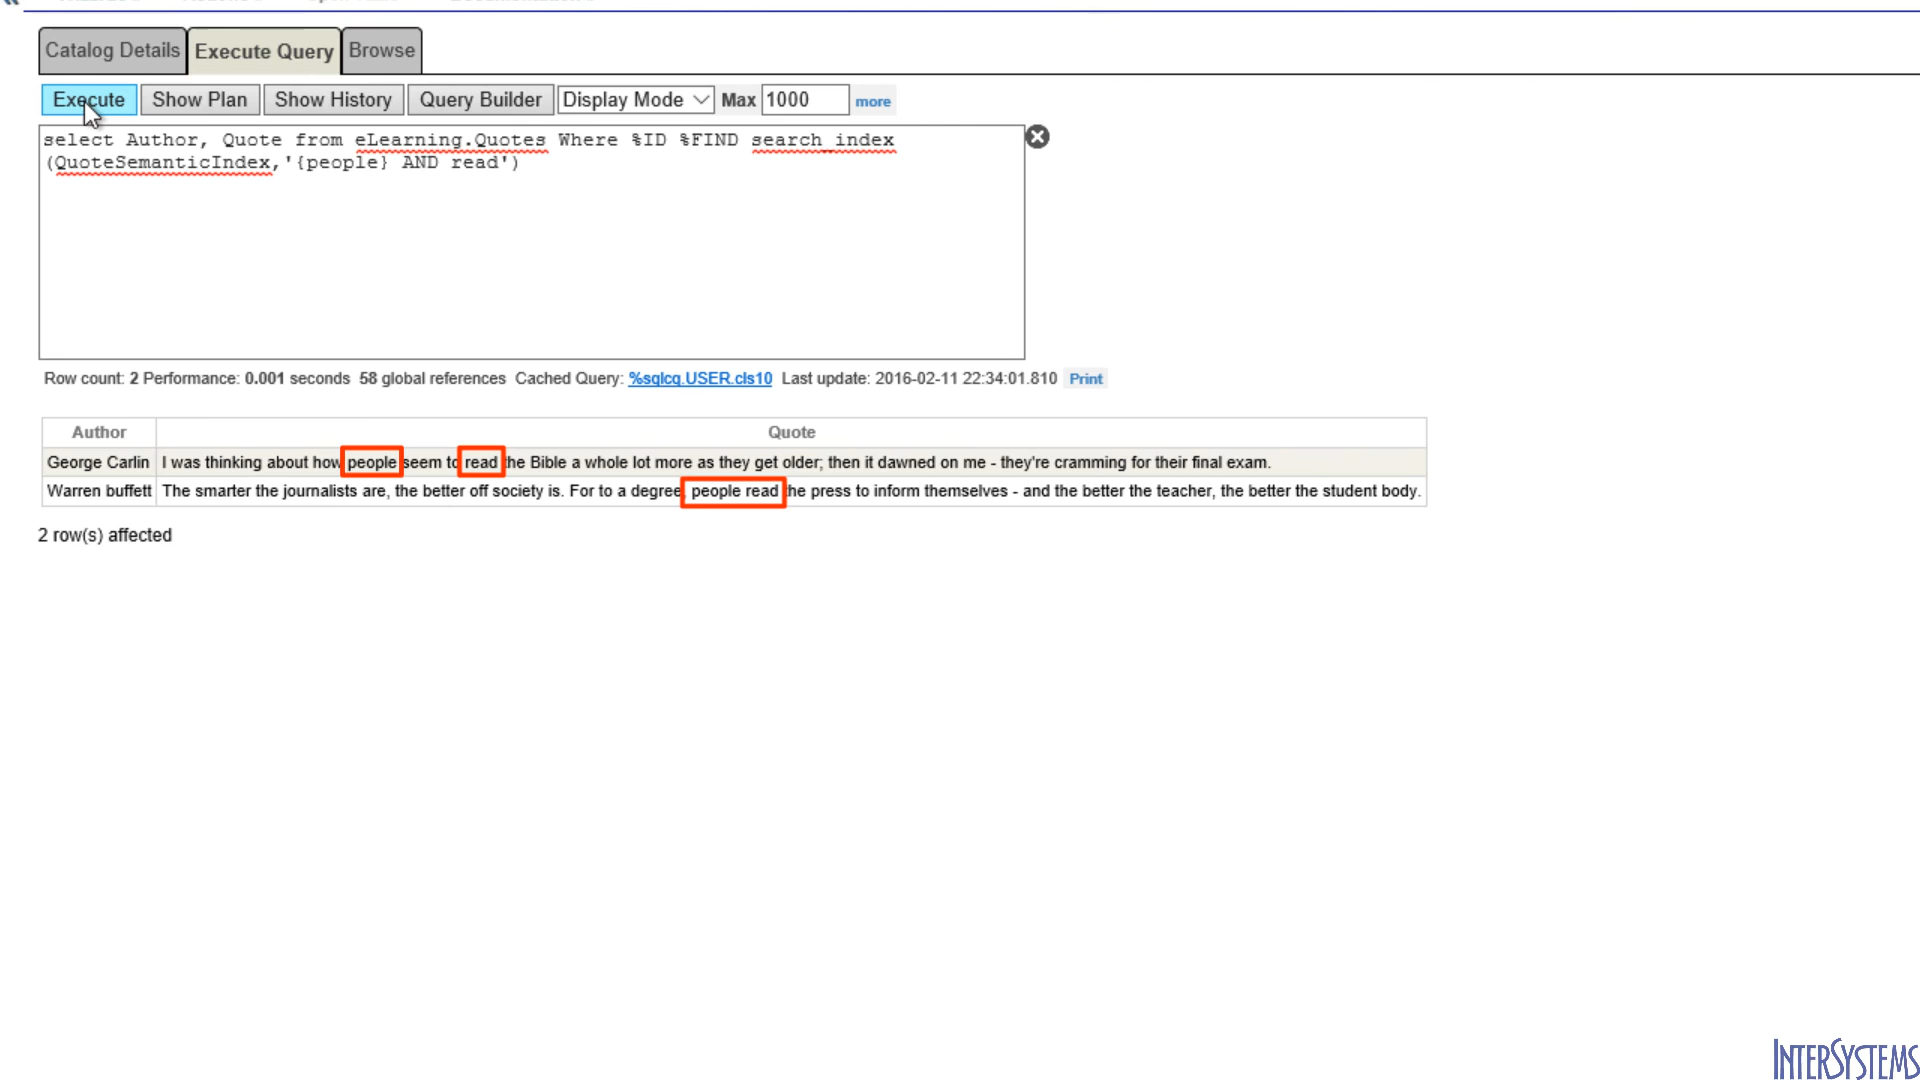 Catalog Details Execute Query Browse
Execute Show Plan Show History Query Builder Display Mode Max 1000 more
select Author, Quote from eLearning.Quotes Where %ID %FIND search_index
(QuoteSemanticIndex,'{people} AND read')
Row count: 2 Performance: 0.001 seconds 58 global references Cached Query: %sqlcq.USER.cls10 Last update: 2016-02-11 22:34:01.810 Print
Author Quote
George Carlin I was thinking about how people seem to read the Bible a whole lot more as they get older; then it dawned on me - they're cramming for their final exam.
Warren buffett The smarter the journalists are, the better off society is. For to a degree, people read the press to inform themselves - and the better the teacher, the better the student body.
2 row(s) affected
INTERSYSTEMS